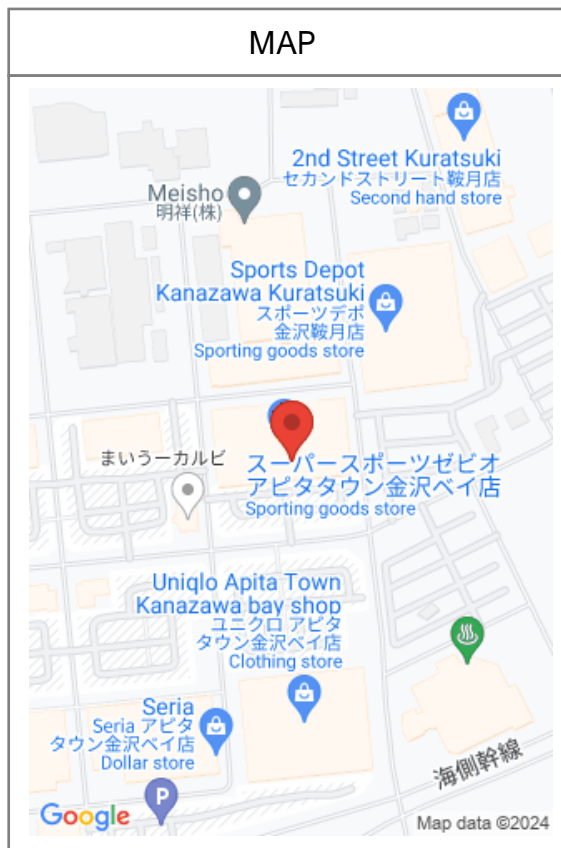 MAP
2nd Street Kuratsuki
セカンドストリート鞍月店
Second hand store
Meisho
明祥(株)
Sports Depot
Kanazawa Kuratsuki
スポーツデポ
金沢鞍月店
Sporting goods store
まいうーカルビ
スーパースポーツゼビオ
アピタタウン金沢ベイ店
Sporting goods store
Uniqlo Apita Town
Kanazawa bay shop
ユニクロ アピタ
タウン金沢ベイ店
Clothing store
Seria
Seria アピタ
タウン金沢ベイ店
Dollar store
海側幹線
P
Google
Map data ©2024